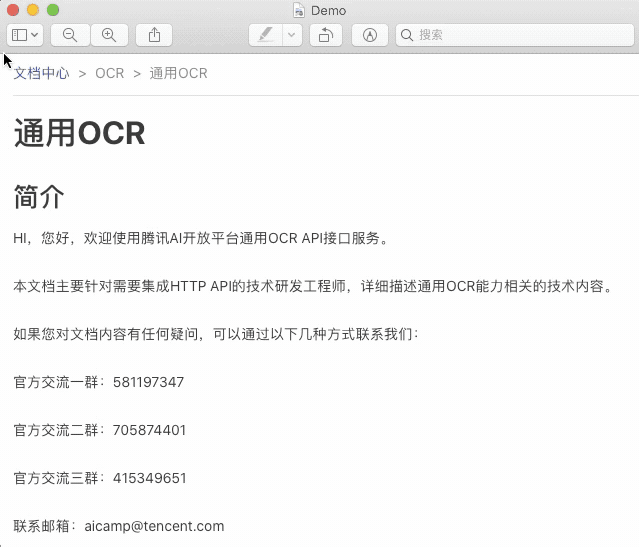 Demo
搜索
文档中心 > OCR > 通用OCR
通用OCR
简介
HI，您好，欢迎使用腾讯AI开放平台通用OCR API接口服务。
本文档主要针对需要集成HTTP API的技术研发工程师，详细描述通用OCR能力相关的技术内容。
如果您对文档内容有任何疑问，可以通过以下几种方式联系我们：
官方交流一群：581197347
官方交流二群：705874401
官方交流三群：415349651
联系邮箱：aicamp@tencent.com